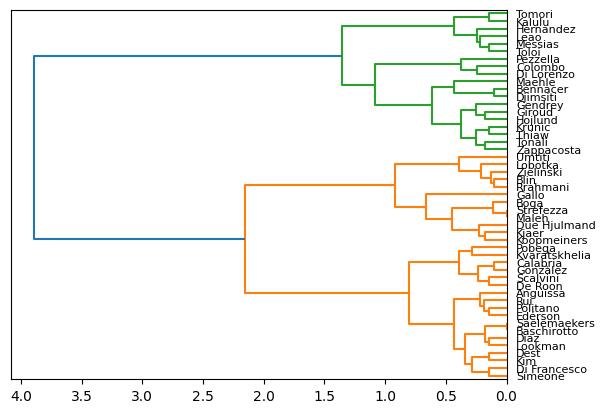 Tomori
Kalulu
Hernandez
Leao
Messias
Toloi
Pezzella
Colombo
Di Lorenzo
Maehle
Bennacer
Djimsiti
Gendrey
Giroud
Hojlund
Krunic
Thiaw
Tonali
Zappacosta
Umtiti
Lobotka
Zielinski
Blin
Rrahmani
Gallo
Boga
Strefezza
Maleh
Due Hjulmand
Kjaer
Koopmeiners
Pobega
Kvaratskhelia
Calabria
Gonzalez
Scalvini
De Roon
Anguissa
Rui
Politano
Ederson
Saelemaekers
Baschirotto
Diaz
Lookman
Dest
Kim
Di Francesco
Simeone
4.0 3.5 3.0 2.5 2.0 1.5 1.0 0.5 0.0